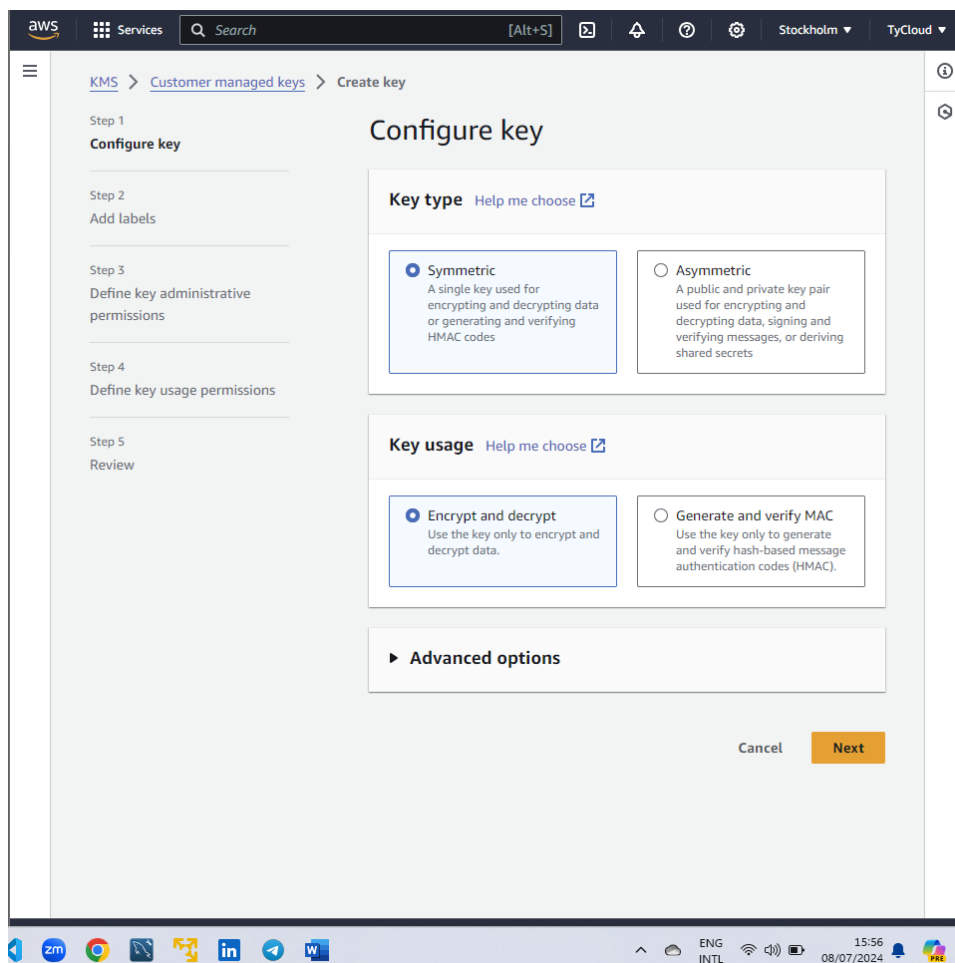 aws
Services
Search
[Alt+S]
Stockholm
TyCloud
KMS > Customer managed keys > Create key
Step 1
Configure key
Step 2
Add labels
Step 3
Define key administrative
permissions
Step 4
Define key usage permissions
Step 5
Review
Configure key
Key type Help me choose
Symmetric
A single key used for
encrypting and decrypting data
or generating and verifying
HMAC codes
Asymmetric
A public and private key pair
used for encrypting and
decrypting data, signing and
verifying messages, or deriving
shared secrets
Key usage Help me choose
Encrypt and decrypt
Use the key only to encrypt and
decrypt data.
Generate and verify MAC
Use the key only to generate
and verify hash-based message
authentication codes (HMAC).
Advanced options
Cancel
Next
zm
in
W
ENG
INTL
15:56
08/07/2024
PRE